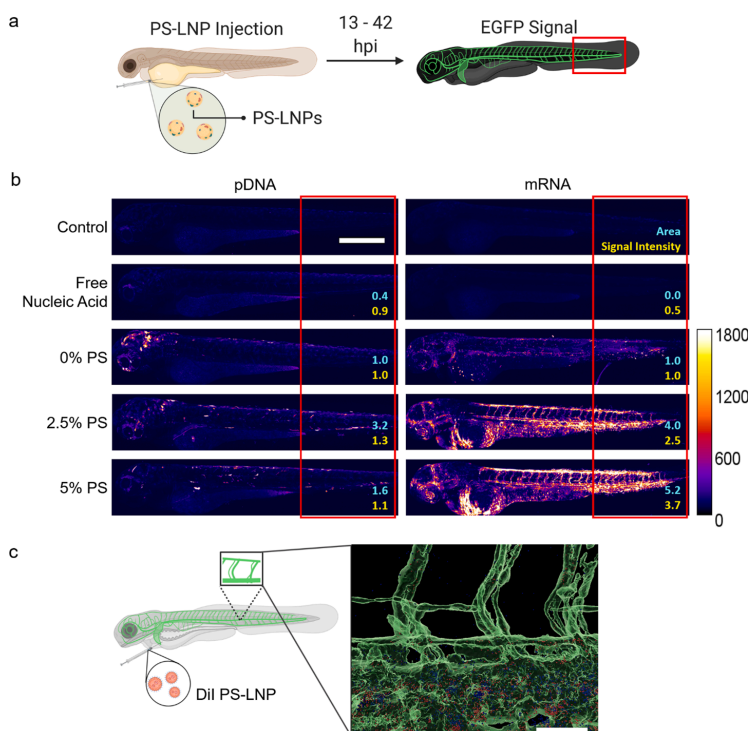 a
PS-LNP Injection
13 - 42
hpi
EGFP Signal
PS-LNPs
b
pDNA
mRNA
Control
Area
Signal Intensity
Free
Nucleic Acid
0.4
0.9
0.0
0.5
0% PS
1.0
1.0
1.0
1.0
1800
1200
600
0
2.5% PS
3.2
1.3
4.0
2.5
5% PS
1.6
1.1
5.2
3.7
c
DiI PS-LNP